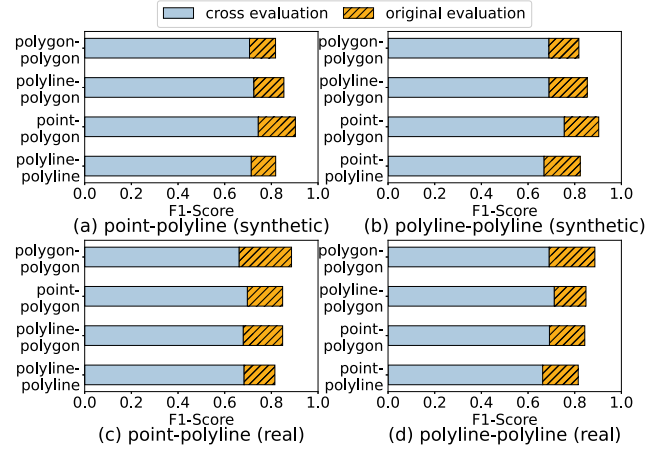 cross evaluation original evaluation
polygon-
polygon
polyline-
polygon
point-
polygon
polyline-
polyline
0.0 0.2 0.4 0.6 0.8 1.0
F1-Score
(a) point-polyline (synthetic)
polygon-
polygon
polyline-
polygon
point-
polygon
point-
polyline
0.0 0.2 0.4 0.6 0.8 1.0
F1-Score
(b) polyline-polyline (synthetic)
polygon-
polygon
point-
polygon
polyline-
polygon
polyline-
polyline
0.0 0.2 0.4 0.6 0.8 1.0
F1-Score
(c) point-polyline (real)
polygon-
polygon
polyline-
polygon
point-
polygon
point-
polyline
0.0 0.2 0.4 0.6 0.8 1.0
F1-Score
(d) polyline-polyline (real)